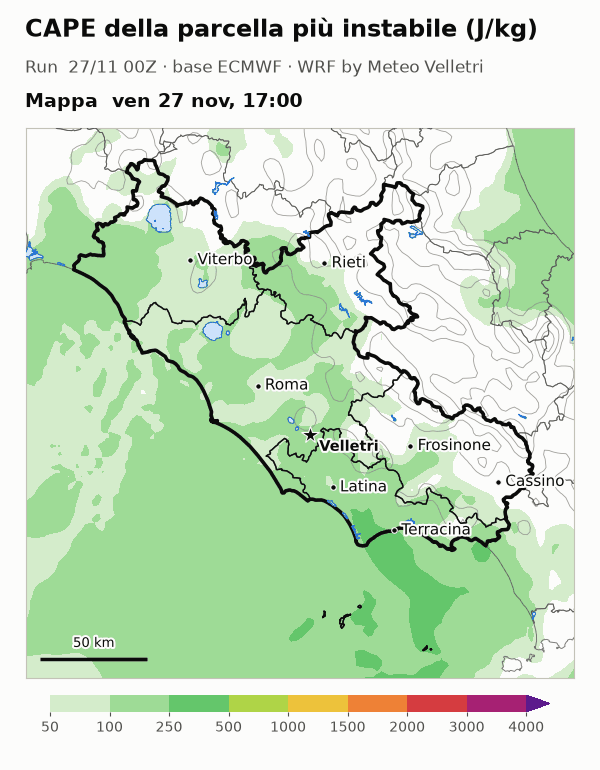 CAPE della parcella più instabile (J/kg)
Run  27/11 00Z · base ECMWF · WRF by Meteo Velletri
Mappa  ven 27 nov, 17:00
Viterbo
Rieti
Roma
Velletri
Frosinone
Latina
Cassino
Terracina
50 km
50 100 250 500 1000 1500 2000 3000 4000